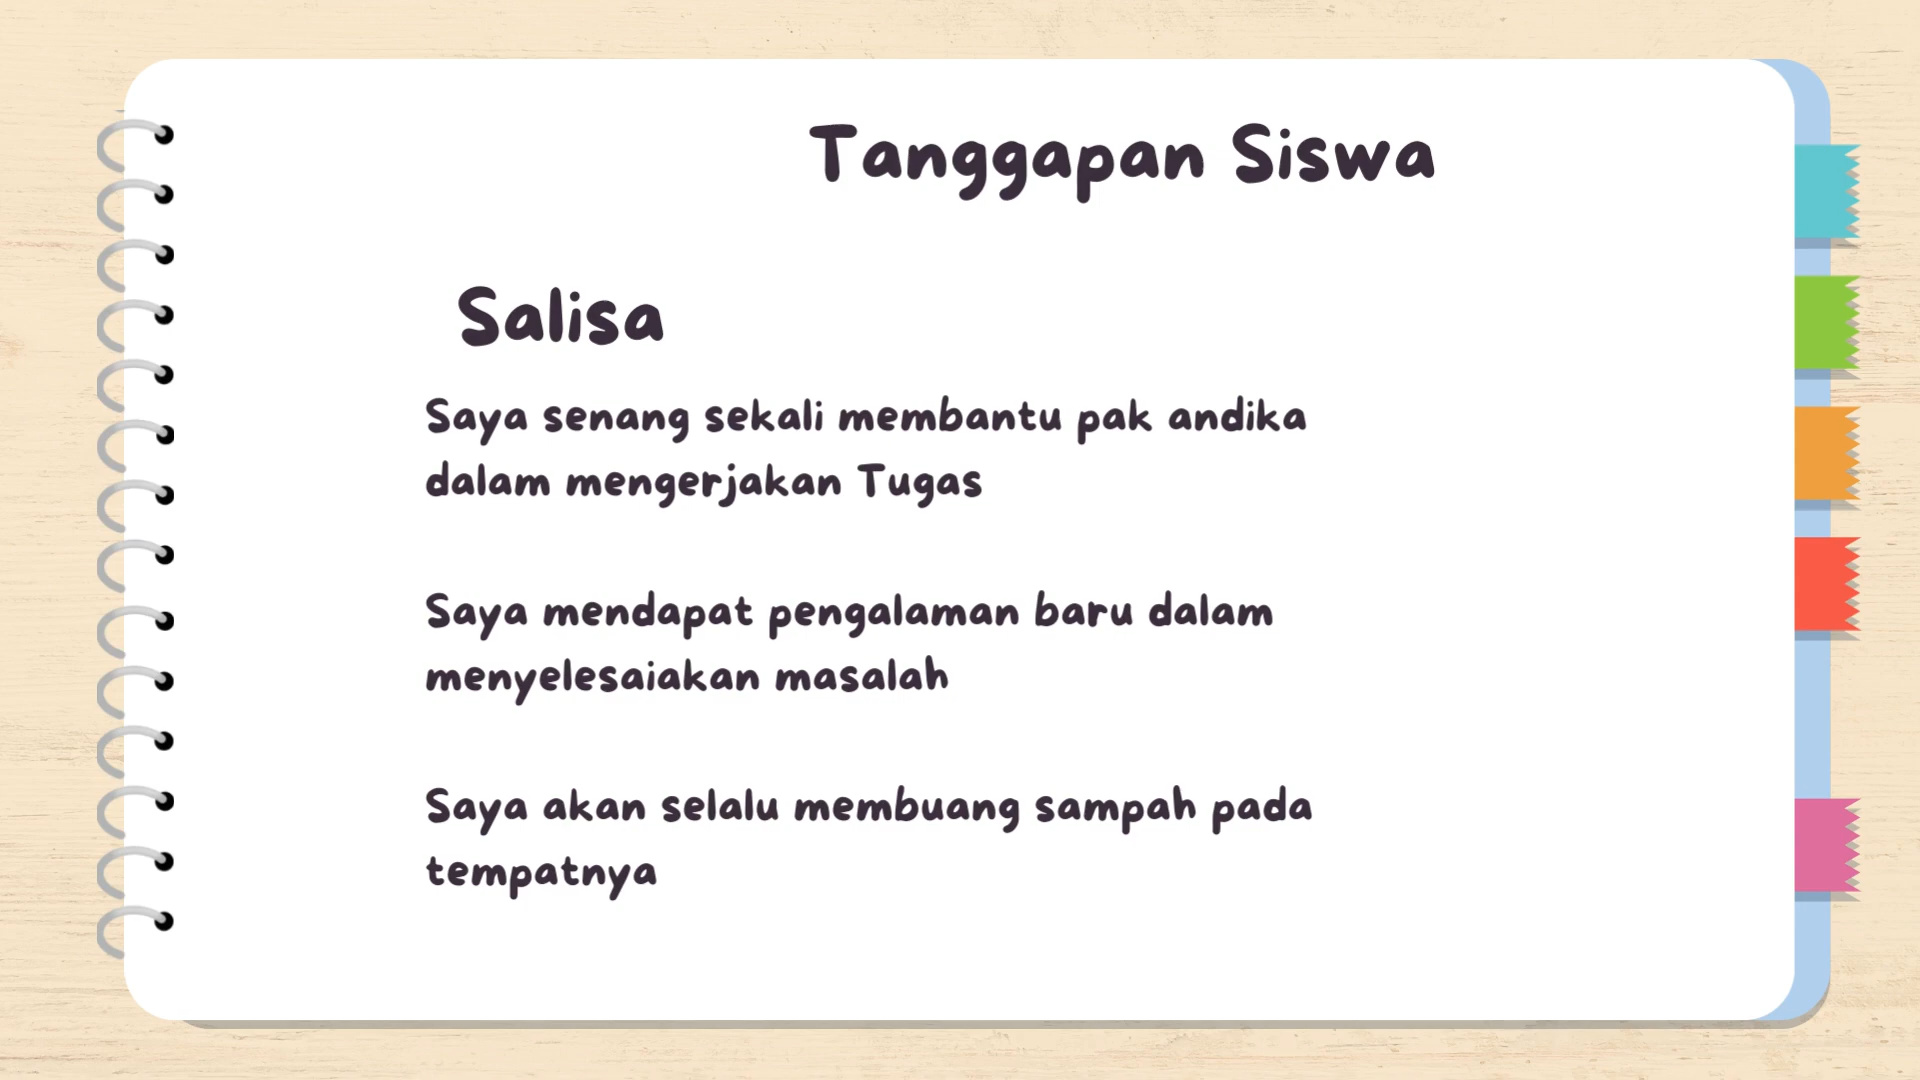 Tanggapan Siswa
Salisa
Saya senang sekali membantu pak andika
dalam mengerjakan Tugas
Saya mendapat pengalaman baru dalam
menyelesaiakan masalah
Saya akan selalu membuang sampah pada
tempatnya